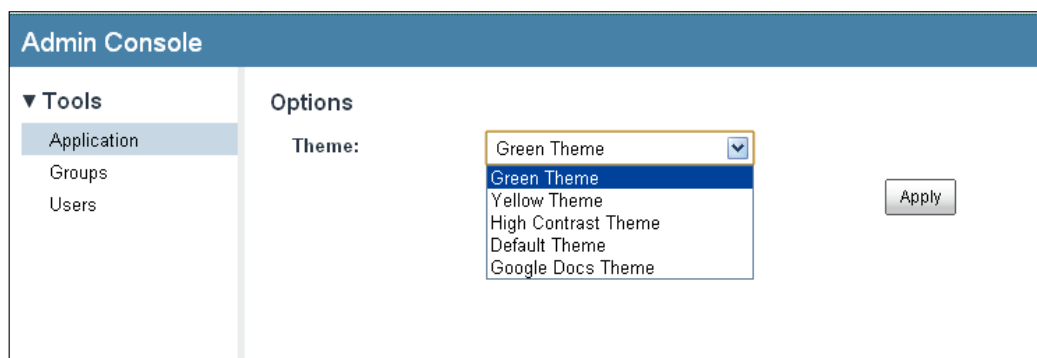 Admin Console
▼ Tools
Application
Groups
Users
Options
Theme:
Green Theme
Green Theme
Yellow Theme
High Contrast Theme
Default Theme
Google Docs Theme
Apply